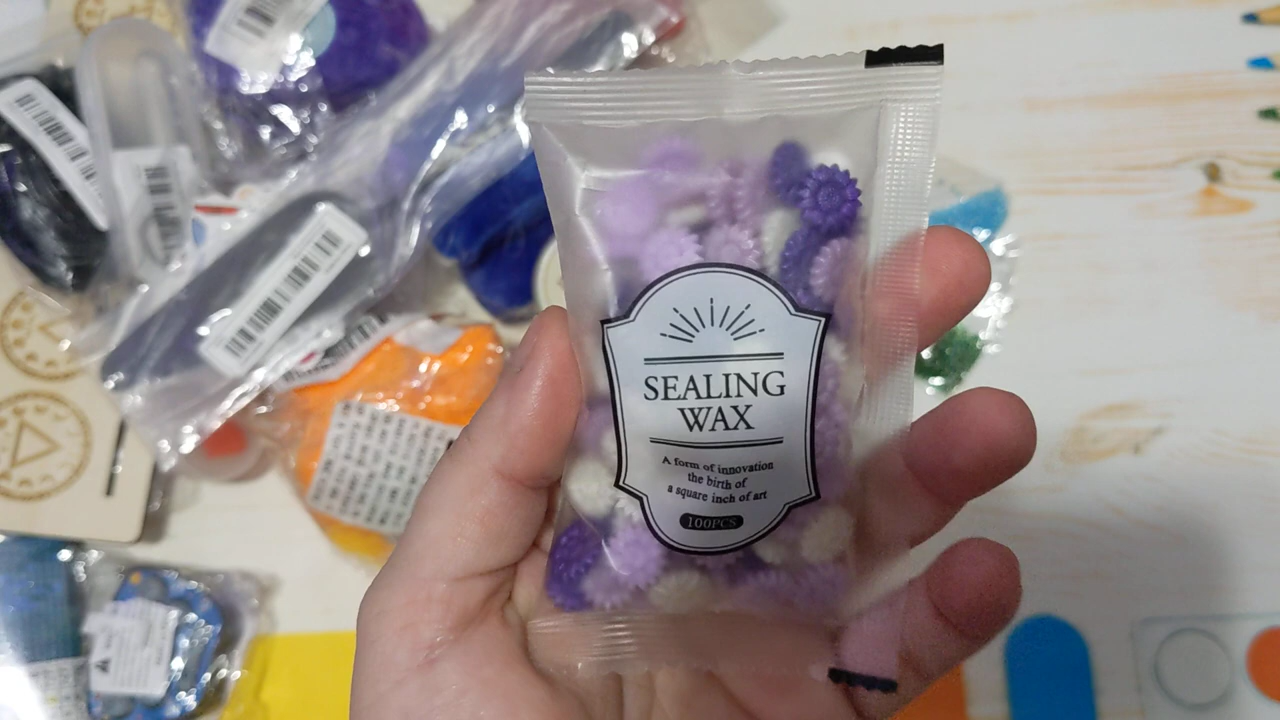 SEALING
WAX
A form of innovation
the birth of
a square inch of art
100PCS